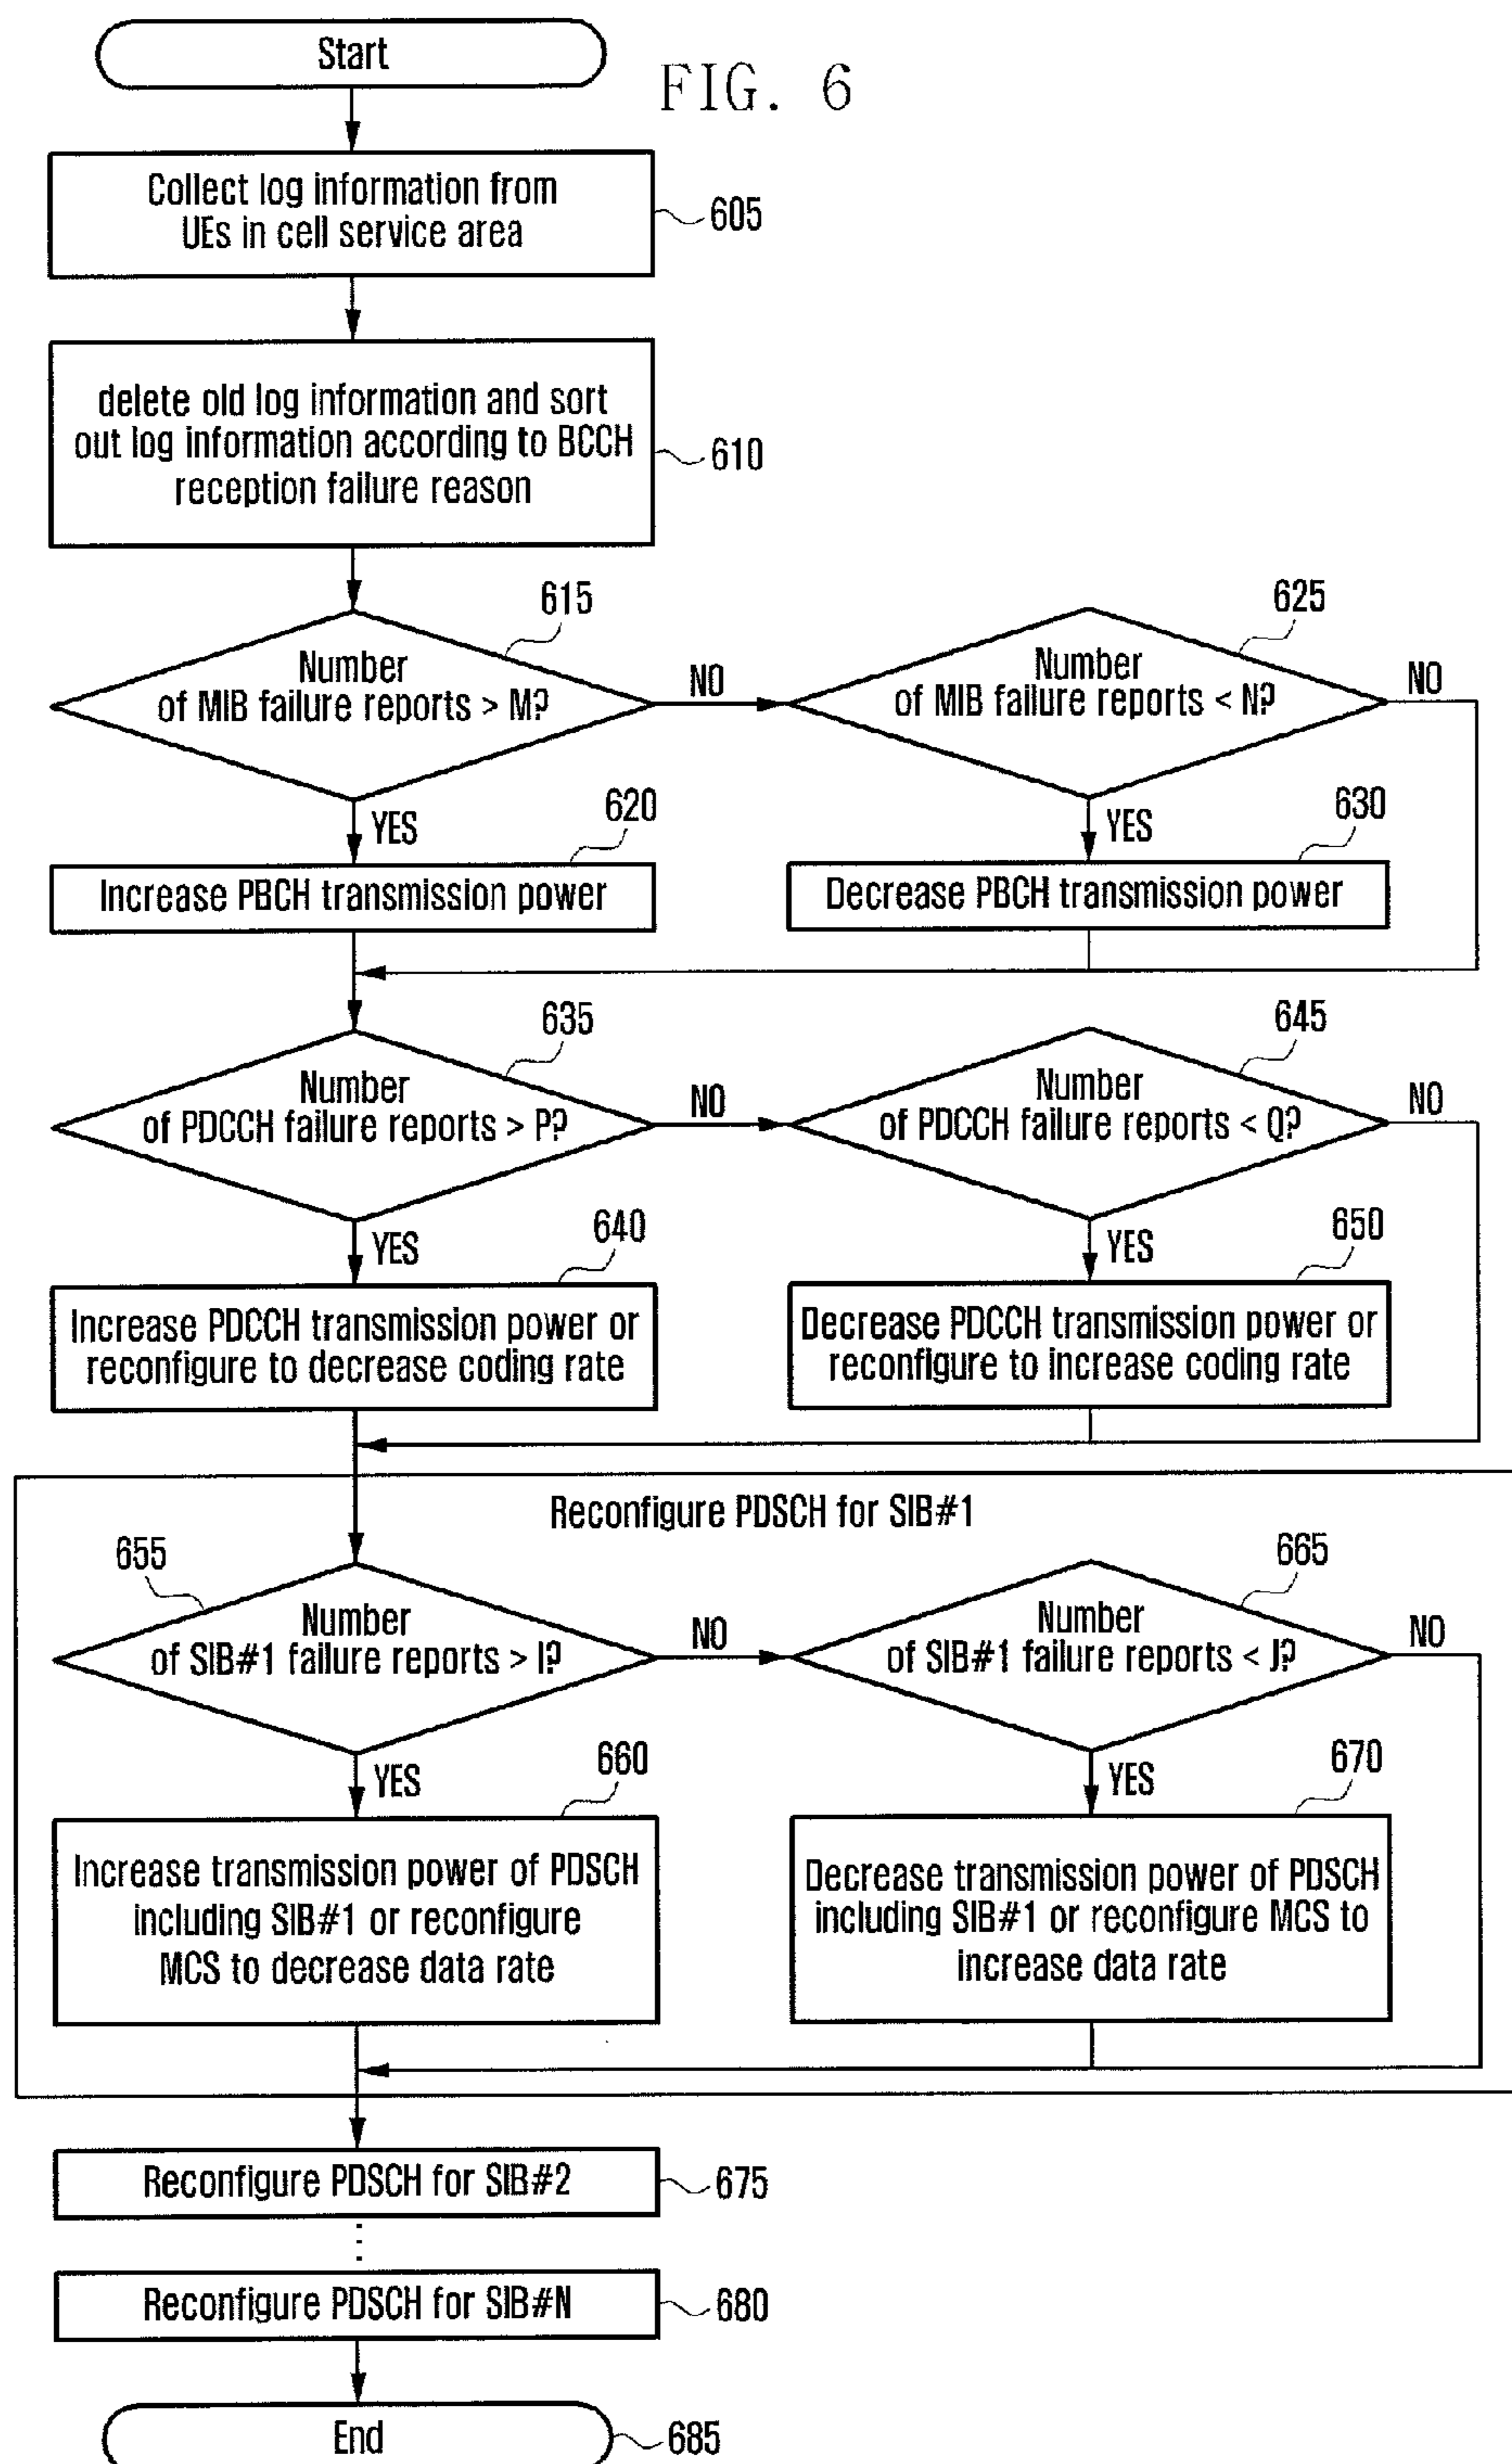 Start
FIG. 6
Collect log information from
UEs in cell service area
605
delete old log information and sort
out log information according to BCCH
reception failure reason
610
615
Number
of MIB failure reports > M?
NO
625
Number
of MIB failure reports < N?
NO
YES
620
Increase PBCH transmission power
YES
630
Decrease PBCH transmission power
635
Number
of PDCCH failure reports > P?
NO
645
Number
of PDCCH failure reports < Q?
NO
YES
640
Increase PDCCH transmission power or
reconfigure to decrease coding rate
YES
650
Decrease PDCCH transmission power or
reconfigure to increase coding rate
Reconfigure PDSCH for SIB#1
655
Number
of SIB#1 failure reports > I?
NO
665
Number
of SIB#1 failure reports < J?
NO
YES
660
Increase transmission power of PDSCH
including SIB#1 or reconfigure
MCS to decrease data rate
YES
670
Decrease transmission power of PDSCH
including SIB#1 or reconfigure MCS to
increase data rate
Reconfigure PDSCH for SIB#2
675
Reconfigure PDSCH for SIB#N
680
End
685